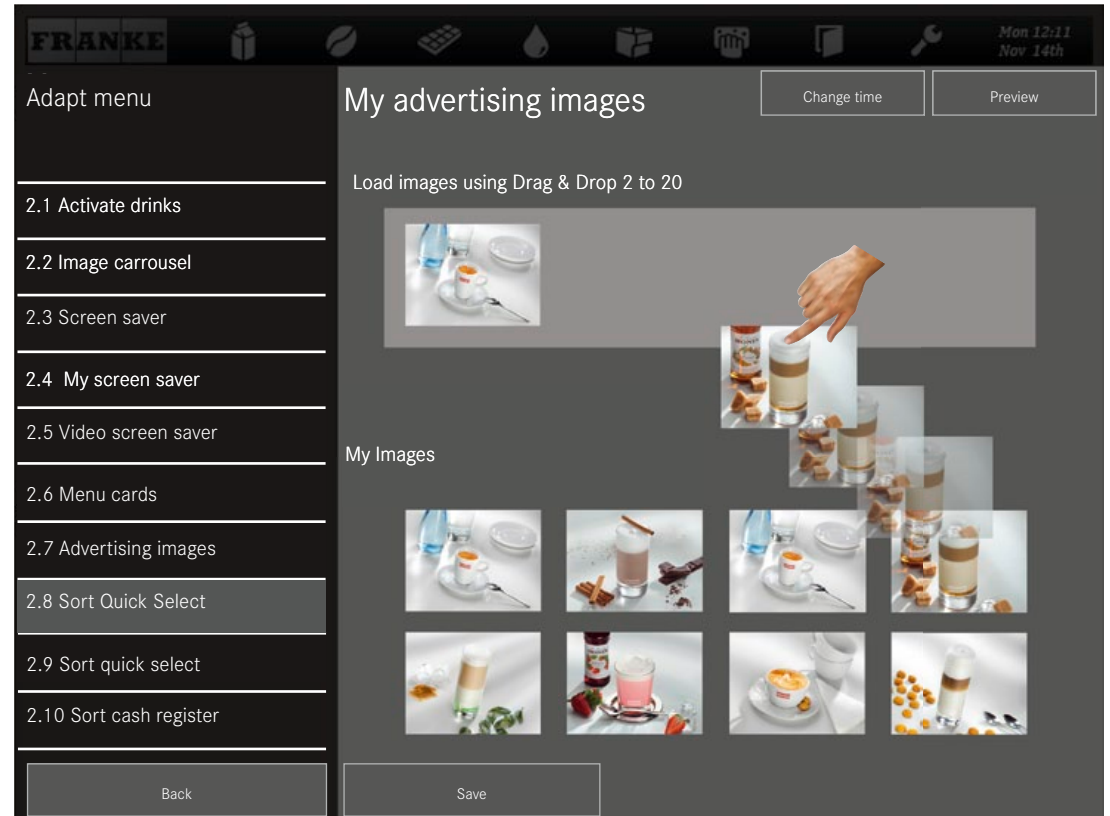 FRANKE
Mon 12:11
Nov 14th
Adapt menu
2.1 Activate drinks
2.2 Image carrousel
2.3 Screen saver
2.4 My screen saver
2.5 Video screen saver
2.6 Menu cards
2.7 Advertising images
2.8 Sort Quick Select
2.9 Sort quick select
2.10 Sort cash register
Back
My advertising images
Change time
Preview
Load images using Drag & Drop 2 to 20
My Images
Save